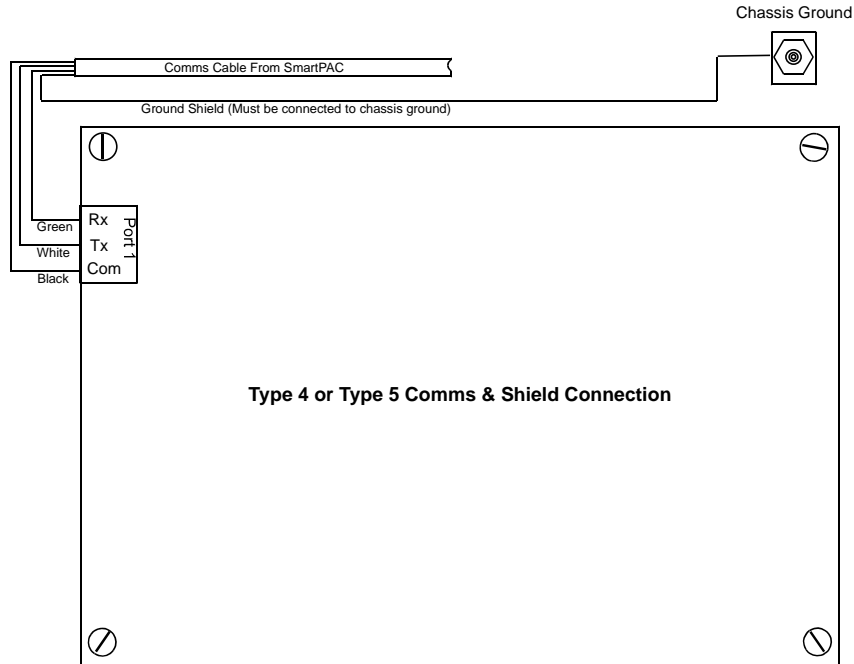 Chassis Ground
Comms Cable From SmartPAC
Ground Shield (Must be connected to chassis ground)
Green
Rx
Port 1
White
Tx
Black
Com
Type 4 or Type 5 Comms & Shield Connection